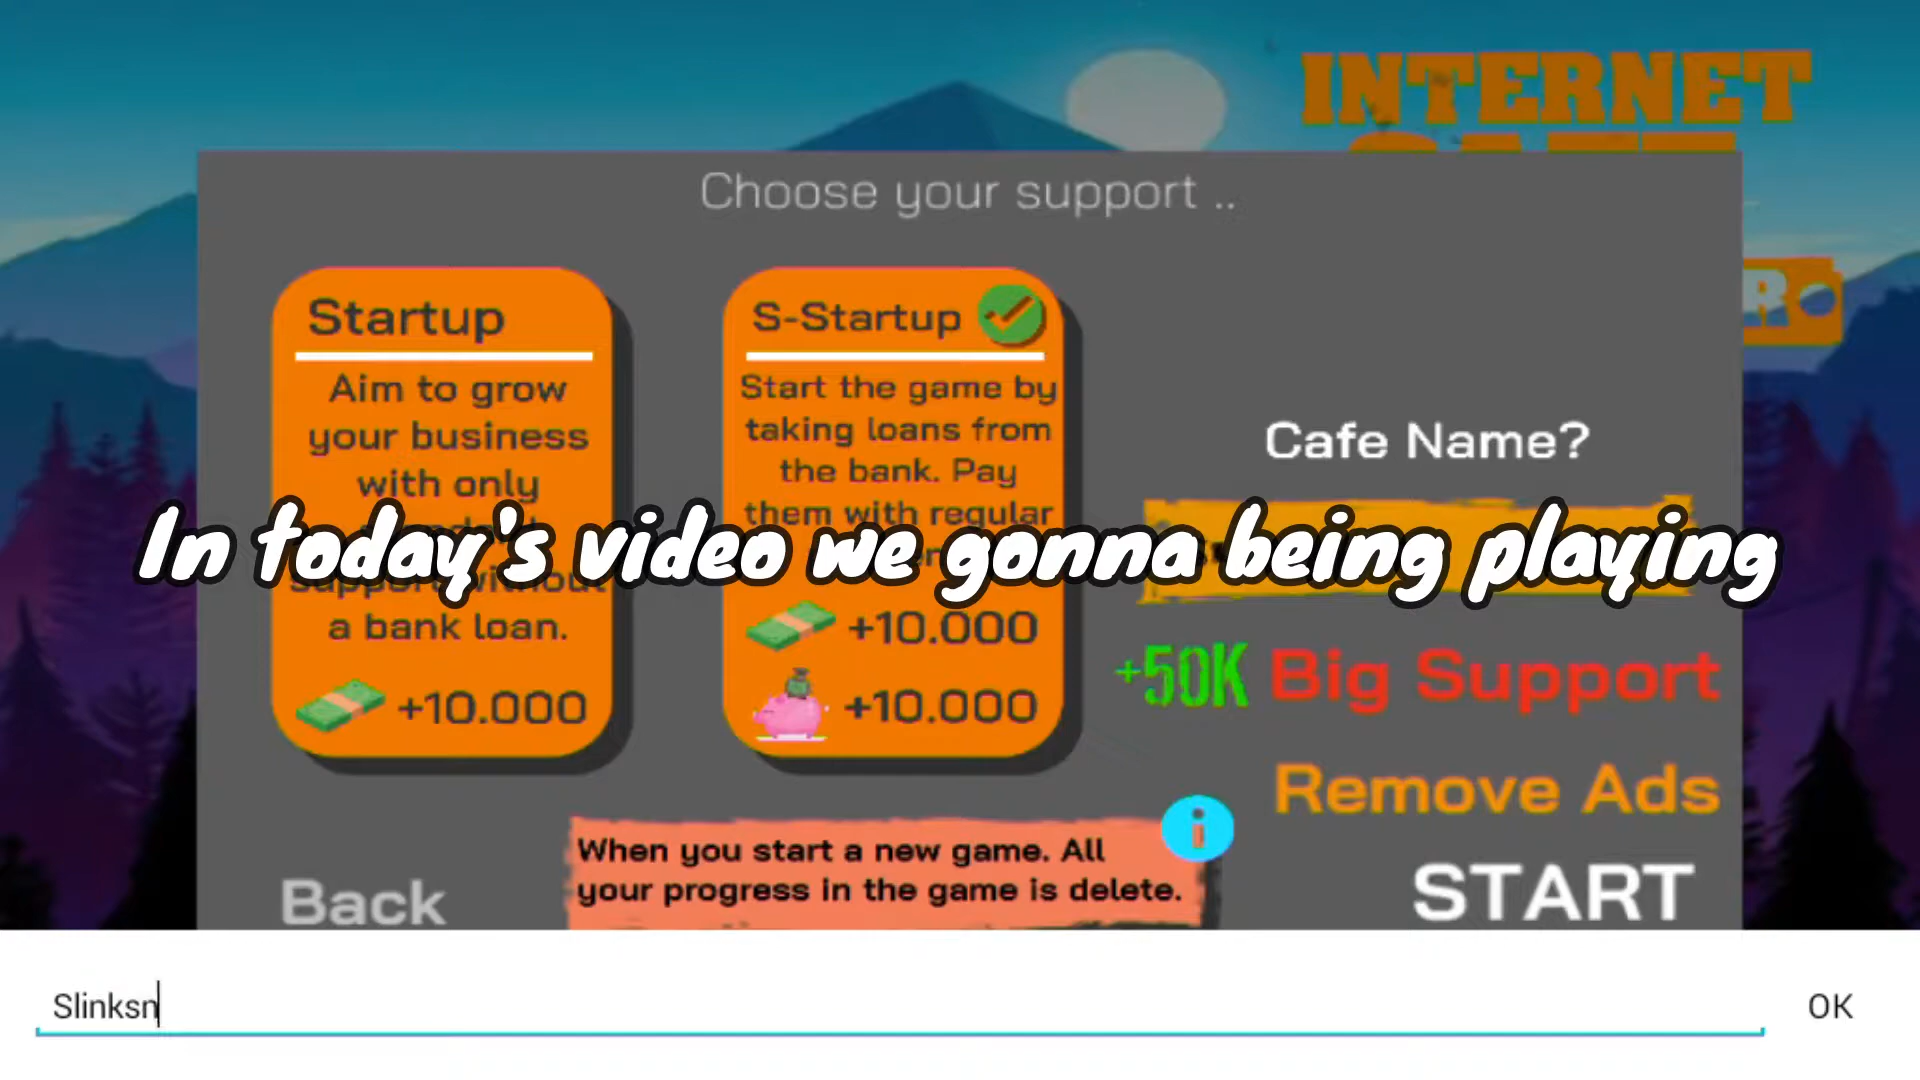 INTERNET
Choose your support ..
Startup
Aim to grow
your business
with only
support without
a bank loan.
+10.000
S-Startup
Start the game by
taking loans from
the bank. Pay
them with regular
+10.000
+10.000
Cafe Name?
In today's video we gonna being playing
+50K Big Support
Remove Ads
When you start a new game. All
your progress in the game is delete.
i
Back
START
Slinksn
OK